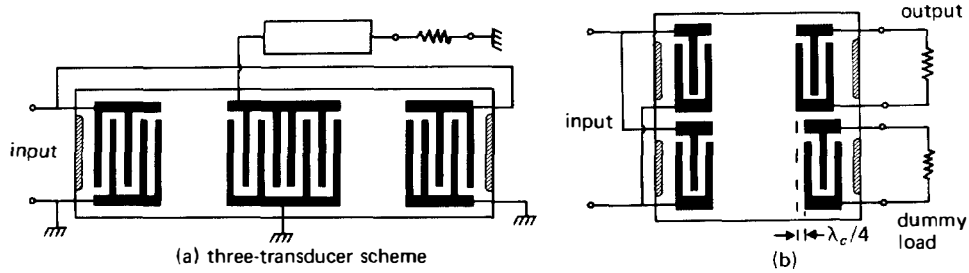 input
(a) three-transducer scheme
(b)
output
input
λc/4
dummy
load